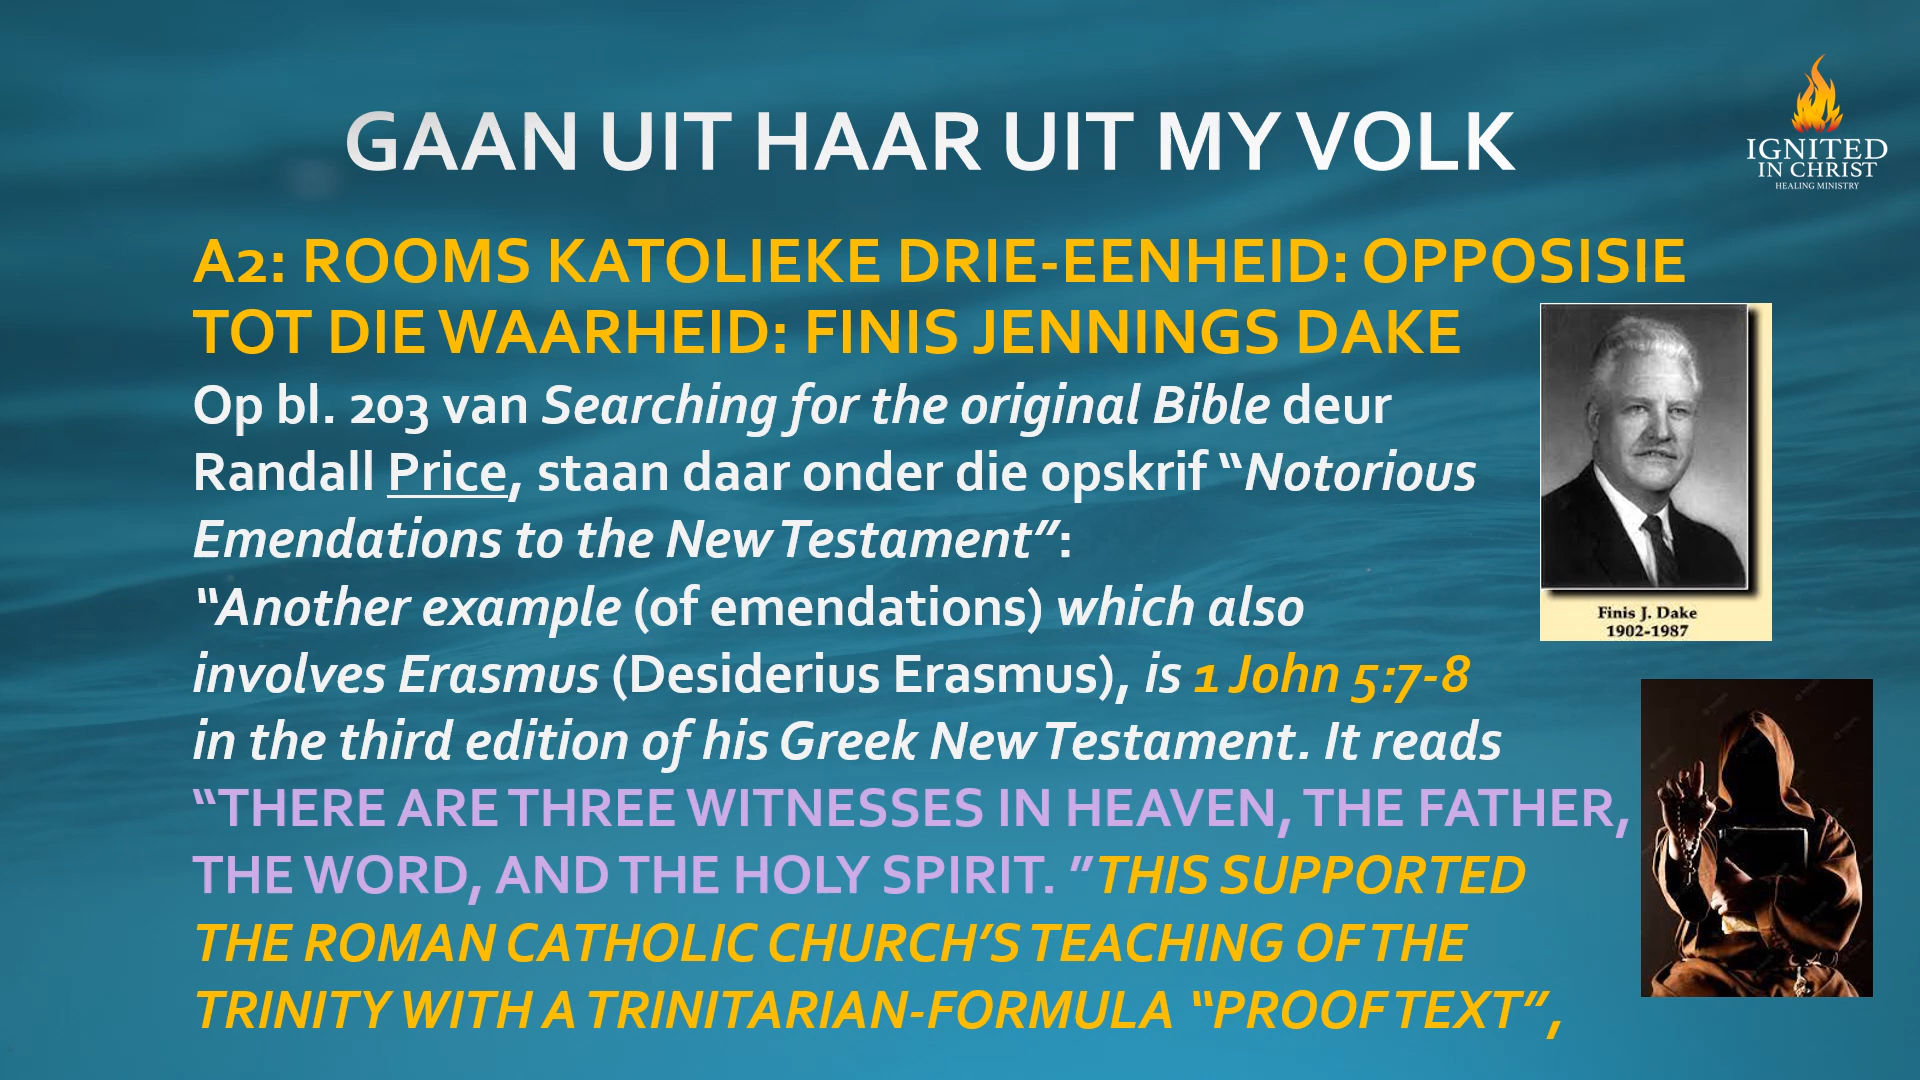 GAAN UIT HAAR UIT MY VOLK
IGNITED
IN CHRIST
HEALING MINISTRY
A2: ROOMS KATOLIEKE DRIE-EENHEID: OPPOSISIE
TOT DIE WAARHEID: FINIS JENNINGS DAKE
Op bl. 203 van Searching for the original Bible deur
Randall Price, staan daar onder die opskrif “Notorious
Emendations to the New Testament”:
“Another example (of emendations) which also
involves Erasmus (Desiderius Erasmus), is 1 John 5:7-8
in the third edition of his Greek New Testament. It reads
“THERE ARE THREE WITNESSES IN HEAVEN, THE FATHER,
THE WORD, AND THE HOLY SPIRIT. ”THIS SUPPORTED
THE ROMAN CATHOLIC CHURCH’S TEACHING OF THE
TRINITY WITH A TRINITARIAN-FORMULA “PROOF TEXT”,
Finis J. Dake
1902-1987